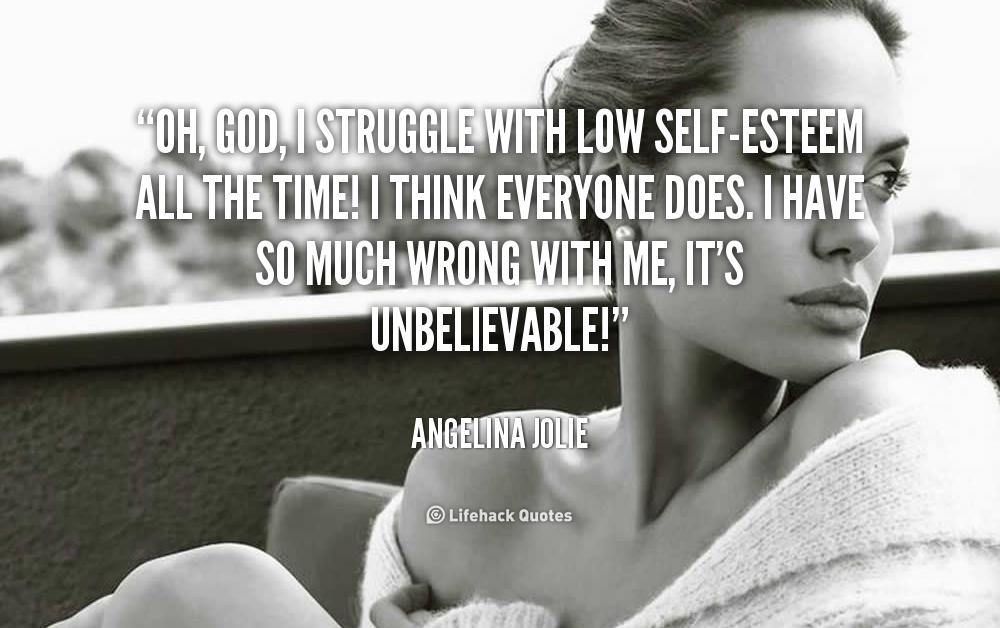 “OH, GOD, I STRUGGLE WITH LOW SELF-ESTEEM
ALL THE TIME! I THINK EVERYONE DOES. I HAVE
SO MUCH WRONG WITH ME, IT’S
UNBELIEVABLE!”
ANGELINA JOLIE
Lifehack Quotes